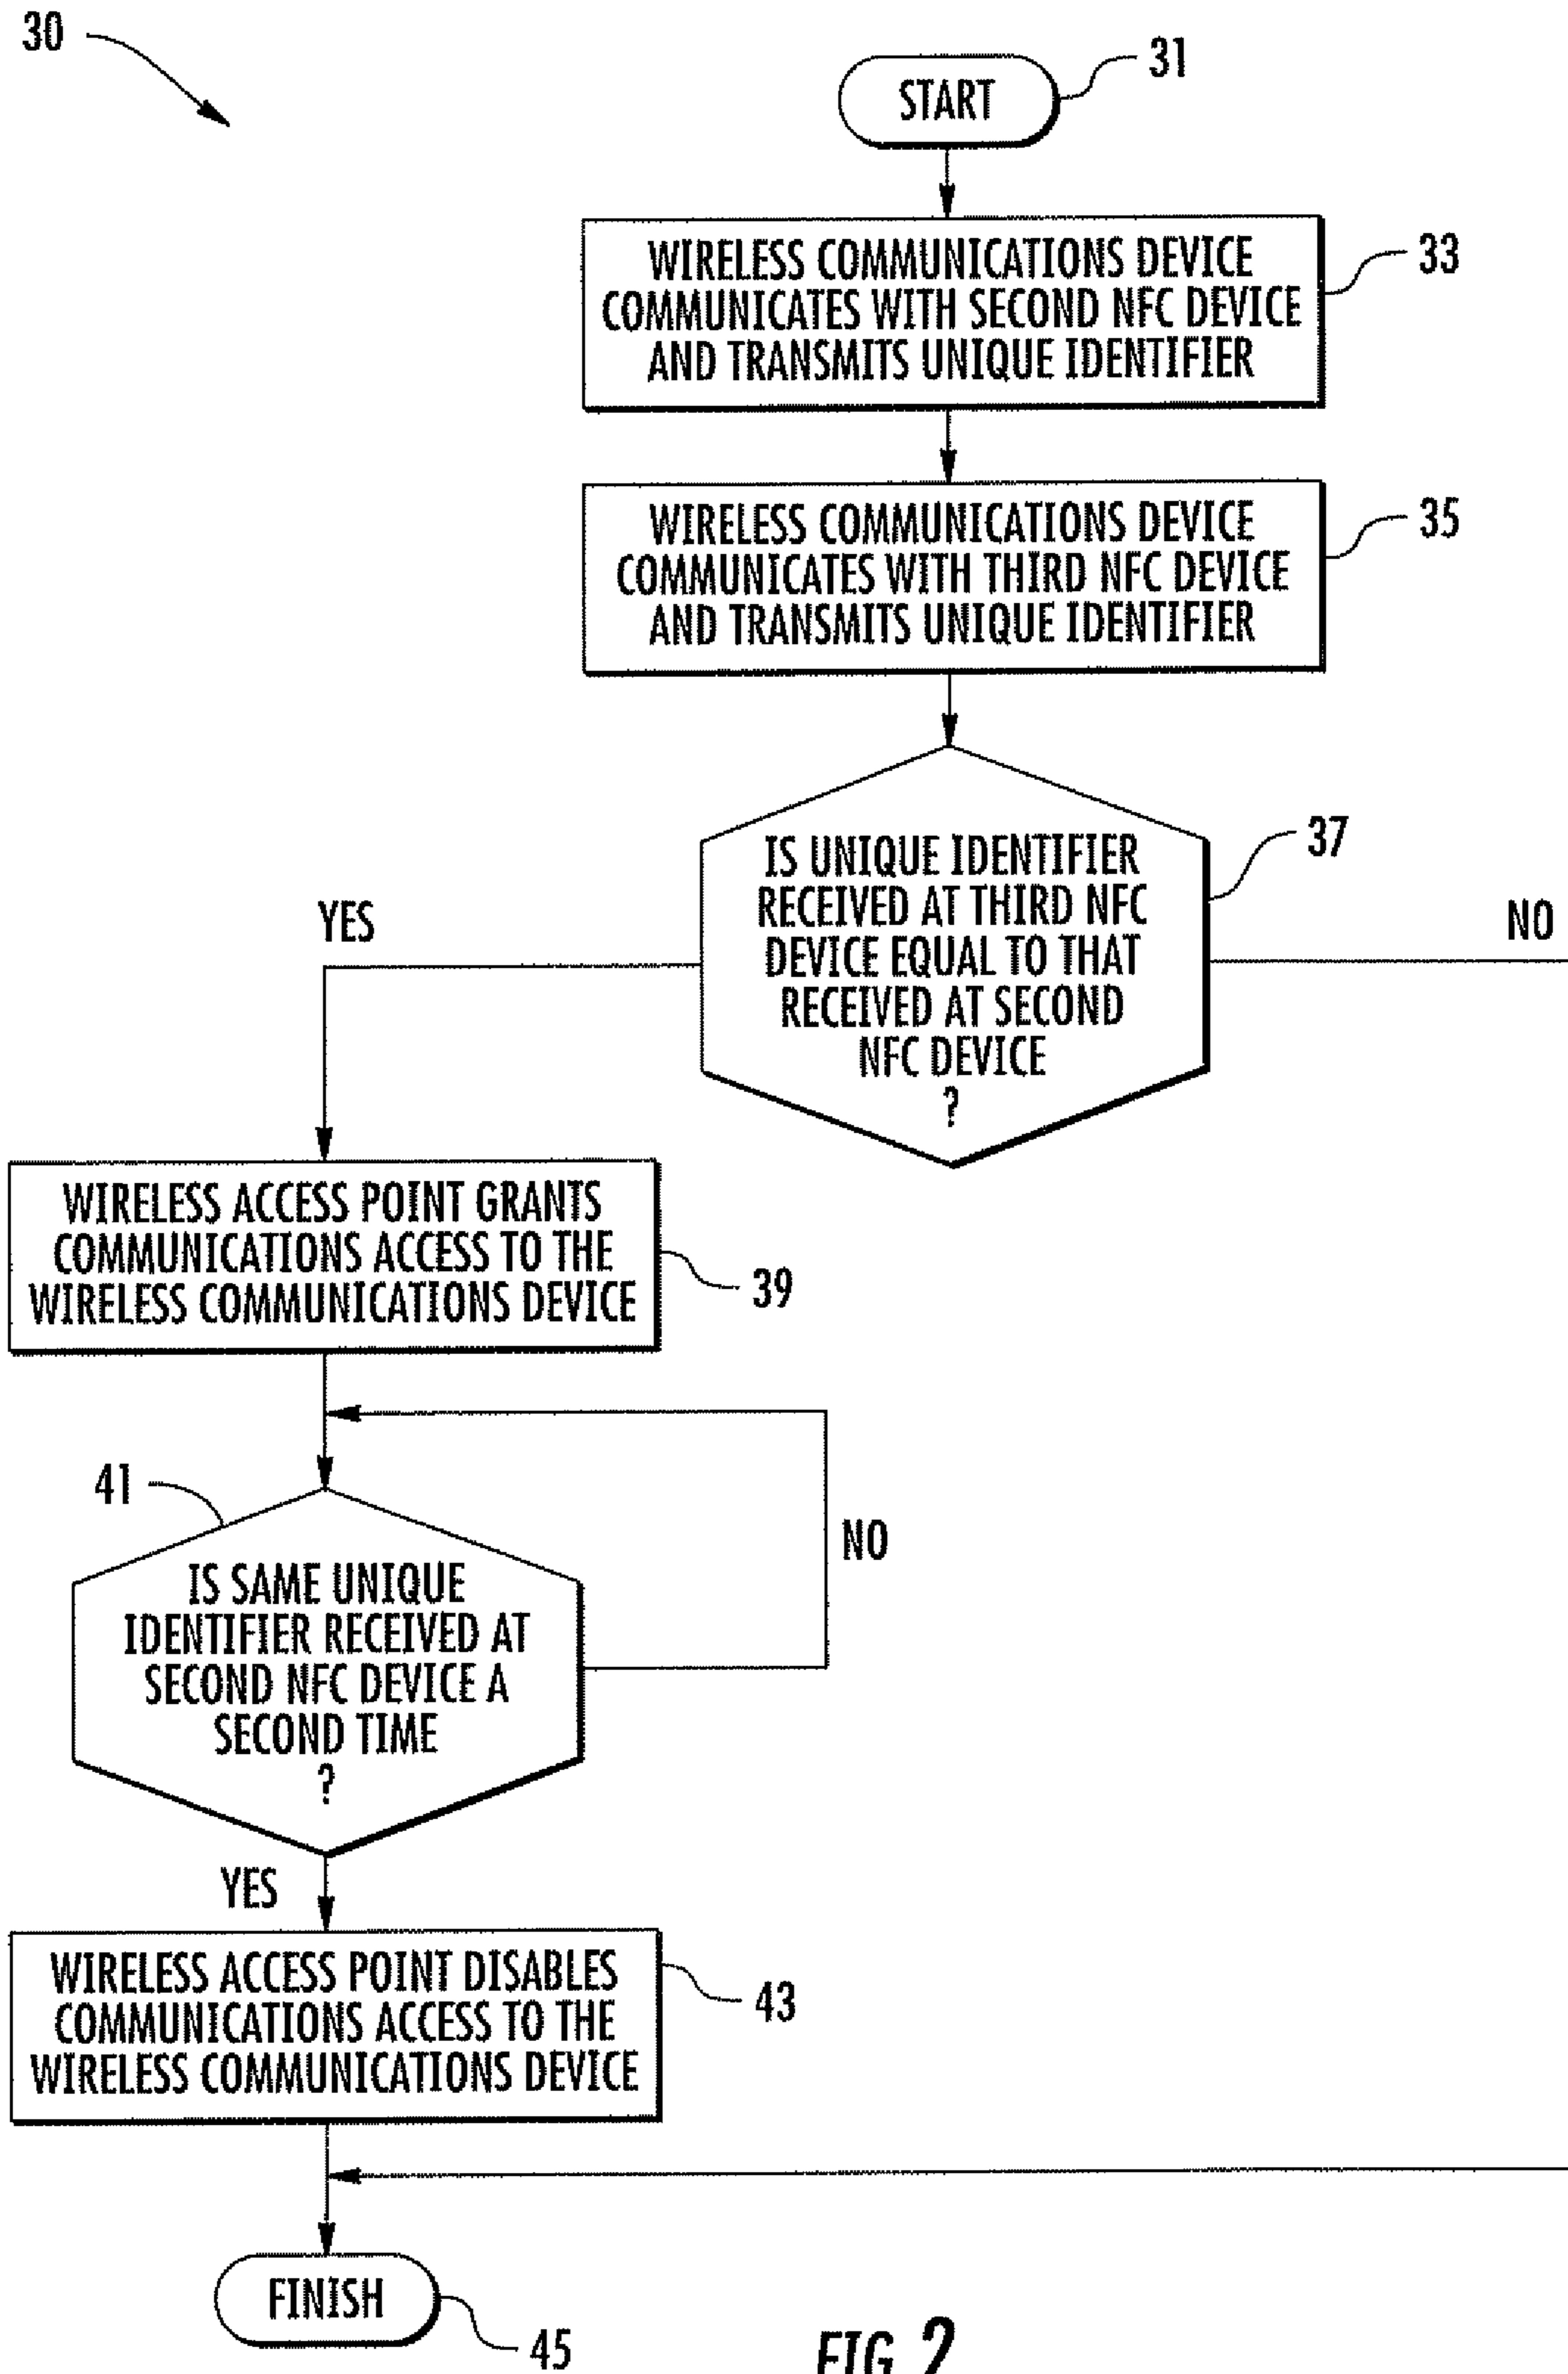 30
START
31
WIRELESS COMMUNICATIONS DEVICE
COMMUNICATES WITH SECOND NFC DEVICE
AND TRANSMITS UNIQUE IDENTIFIER
33
WIRELESS COMMUNICATIONS DEVICE
COMMUNICATES WITH THIRD NFC DEVICE
AND TRANSMITS UNIQUE IDENTIFIER
35
IS UNIQUE IDENTIFIER
RECEIVED AT THIRD NFC
DEVICE EQUAL TO THAT
RECEIVED AT SECOND
NFC DEVICE
?
37
YES
NO
WIRELESS ACCESS POINT GRANTS
COMMUNICATIONS ACCESS TO THE
WIRELESS COMMUNICATIONS DEVICE
39
41
IS SAME UNIQUE
IDENTIFIER RECEIVED AT
SECOND NFC DEVICE A
SECOND TIME
?
NO
YES
WIRELESS ACCESS POINT DISABLES
COMMUNICATIONS ACCESS TO THE
WIRELESS COMMUNICATIONS DEVICE
43
FINISH
45
FIG. 2